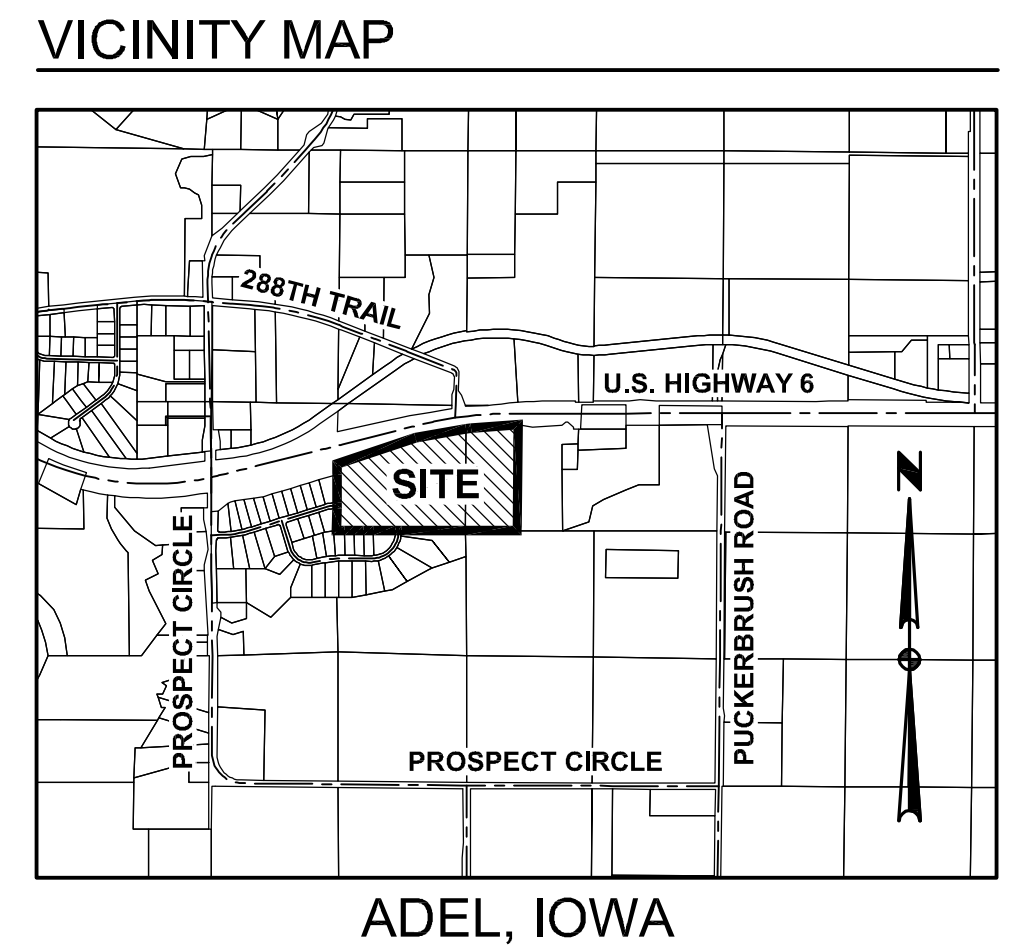 VICINITY MAP
288TH TRAIL
U.S. HIGHWAY 6
SITE
N
PROSPECT CIRCLE
PUCKERBRUSH ROAD
PROSPECT CIRCLE
ADEL, IOWA